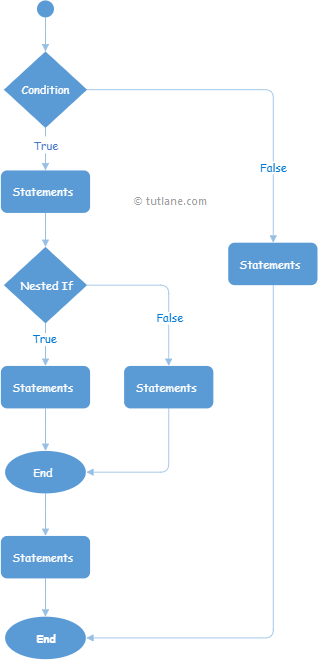 Condition
True
False
Statements
© tutlane.com
Statements
Nested If
False
True
Statements
Statements
End
Statements
End